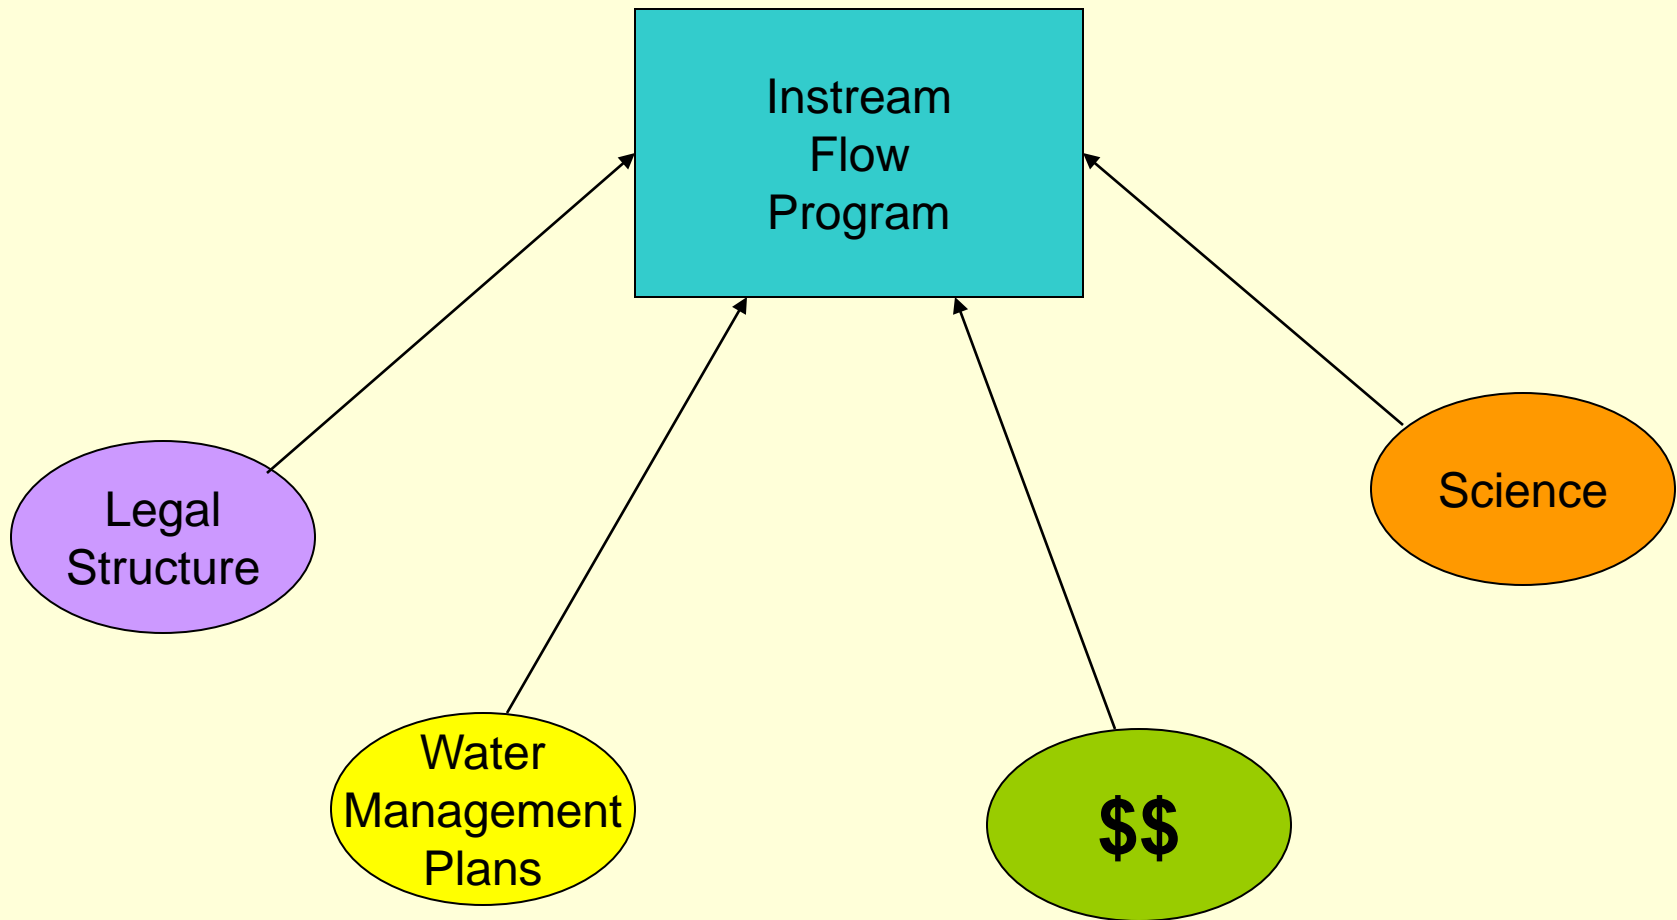 Instream
Flow
Program
Legal
Structure
Science
Water
Management
Plans
$$